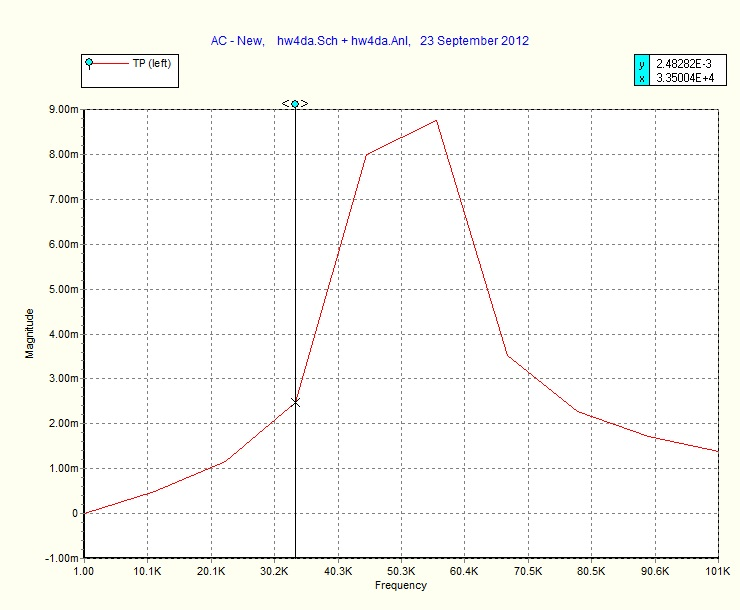 AC - New, hw4da.Sch + hw4da.Anl, 23 September 2012
TP (left)
y 2.48282E-3
x 3.35004E+4
9.00m
8.00m
7.00m
6.00m
5.00m
4.00m
3.00m
2.00m
1.00m
0
-1.00m
Magnitude
1.00 10.1K 20.1K 30.2K 40.3K 50.3K 60.4K 70.5K 80.5K 90.6K 101K
Frequency